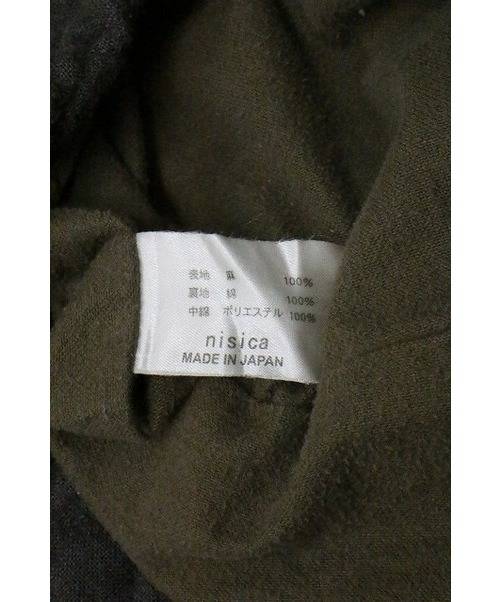 表地 麻 100%
裏地 綿 100%
中綿 ポリエステル 100%
nisica
MADE IN JAPAN